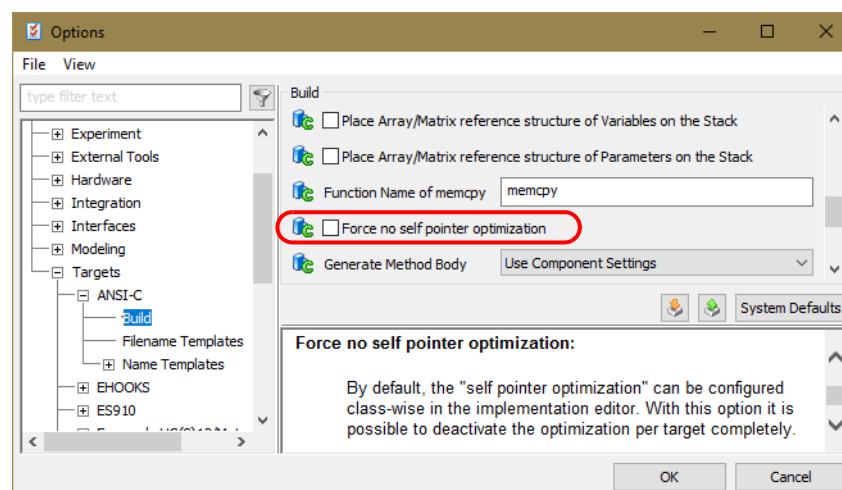 Options
File View
type filter text
Experiment
External Tools
Hardware
Integration
Interfaces
Modeling
Targets
ANSI-C
Build
Filename Templates
Name Templates
EHOOKS
ES910
Build
Place Array/Matrix reference structure of Variables on the Stack
Place Array/Matrix reference structure of Parameters on the Stack
Function Name of memcpy memcpy
Force no self pointer optimization
Generate Method Body Use Component Settings
System Defaults
Force no self pointer optimization:
By default, the "self pointer optimization" can be configured
class-wise in the implementation editor. With this option it is
possible to deactivate the optimization per target completely.
OK Cancel